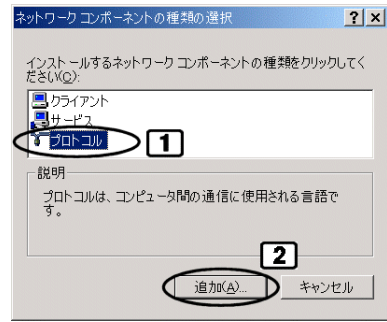 ネットワーク コンポーネントの種類の選択
インストールするネットワーク コンポーネントの種類をクリックしてく
ださい(C):
クライアント
サービス
プロトコル
1
説明
プロトコルは、コンピュータ間の通信に使用される言語で
す。
2
追加(A)...
キャンセル